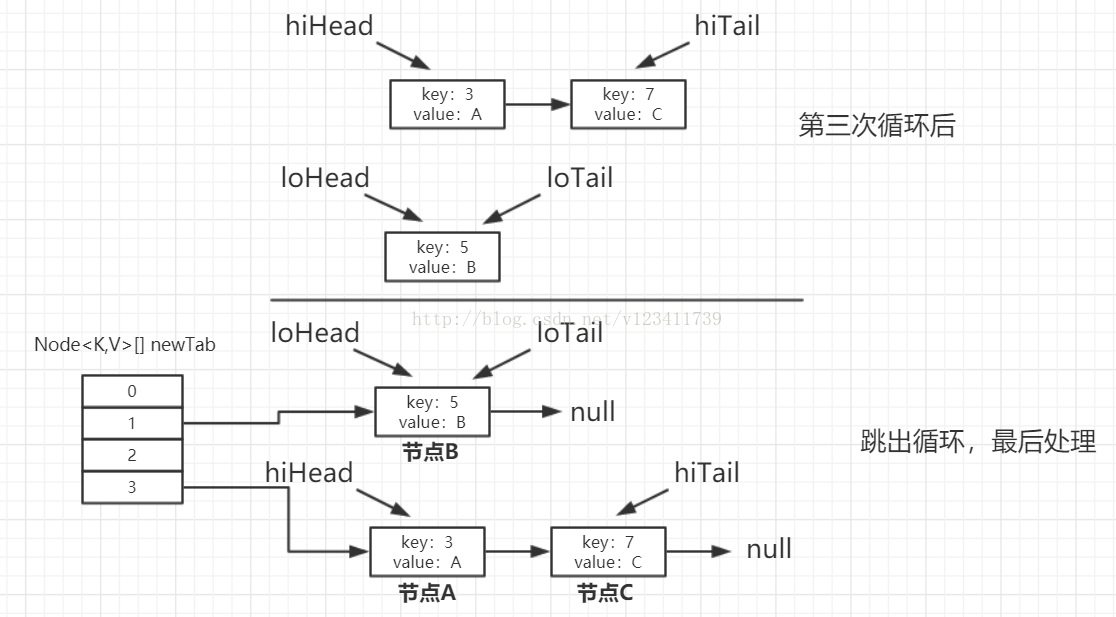 hiHead
hiTail
key: 3
value: A
key: 7
value: C
第三次循环后
loHead
loTail
key: 5
value: B
http://blog.csdn.net/v123411739
Node<K,V>[] newTab
loHead
loTail
0
1
2
3
key: 5
value: B
null
节点B
跳出循环，最后处理
hiHead
hiTail
key: 3
value: A
key: 7
value: C
null
节点A
节点C